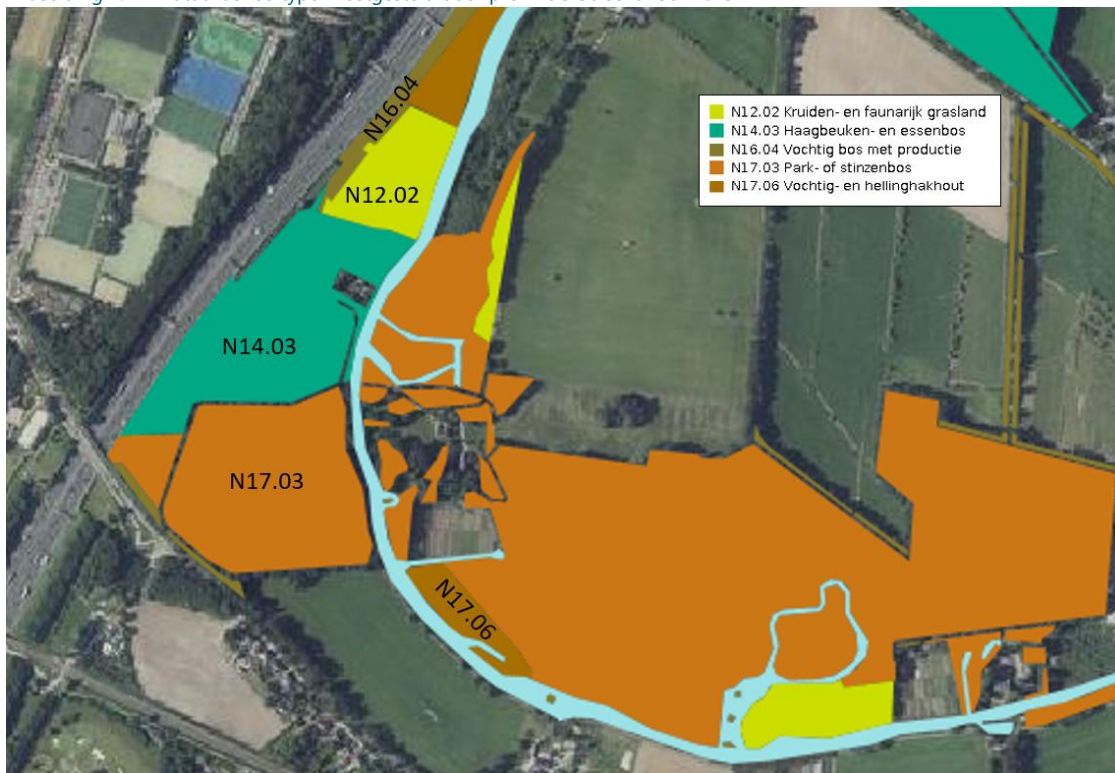 N16.04
N12.02
N14.03
N17.03
N17.06
N12.02 Kruiden- en faunarijk grasland
N14.03 Haagbeuken- en essenbos
N16.04 Vochtig bos met productie
N17.03 Park- of stinzenbos
N17.06 Vochtig- en hellinghakhout